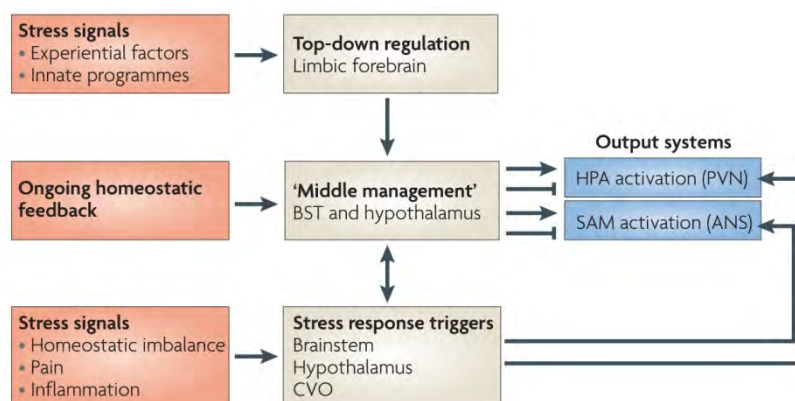 Stress signals
• Experiential factors
• Innate programmes
Top-down regulation
Limbic forebrain
Ongoing homeostatic
feedback
'Middle management'
BST and hypothalamus
Output systems
HPA activation (PVN)
SAM activation (ANS)
Stress signals
• Homeostatic imbalance
• Pain
• Inflammation
Stress response triggers
Brainstem
Hypothalamus
CVO